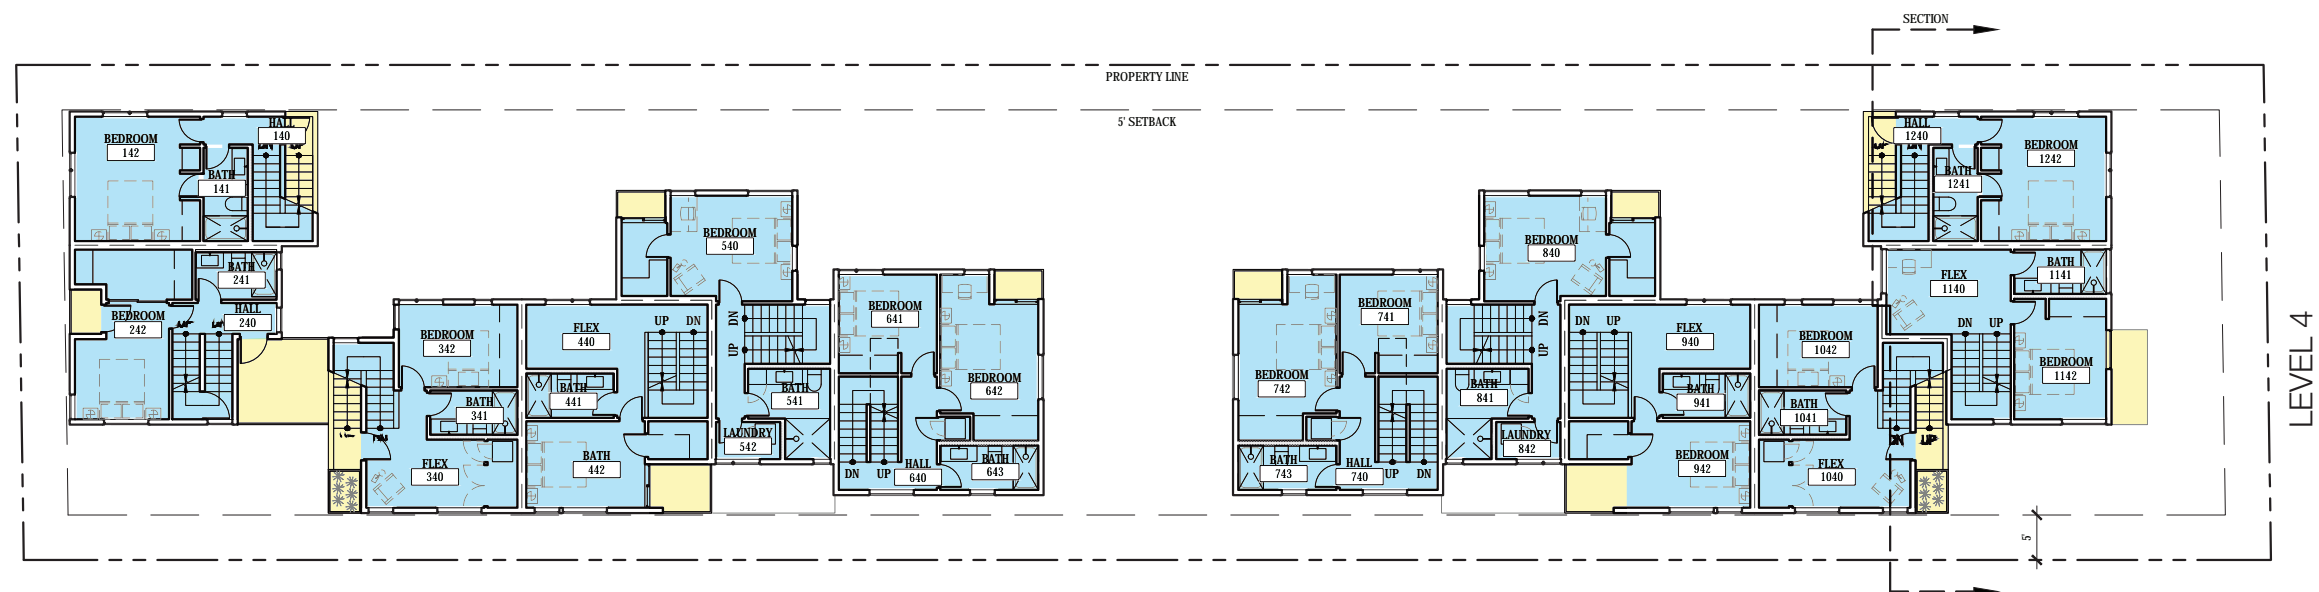 SECTION
PROPERTY LINE
5' SETBACK
HALL
140
BEDROOM
142
BATH
141
BATH
241
HALL
240
BEDROOM
242
BEDROOM
342
BATH
341
FLEX
340
FLEX
440
UP
DN
BATH
441
BATH
442
BEDROOM
540
DN
UP
BATH
541
LAUNDRY
542
BEDROOM
641
BEDROOM
642
DN
UP
HALL
640
BATH
643
BEDROOM
741
BEDROOM
742
BATH
743
HALL
740
UP
DN
BEDROOM
840
DN
UP
BATH
841
LAUNDRY
842
DN
UP
FLEX
940
BATH
941
BEDROOM
942
BEDROOM
1042
BATH
1041
FLEX
1040
DN
UP
HALL
1240
BEDROOM
1242
BATH
1241
FLEX
1140
BATH
1141
DN
UP
BEDROOM
1142
5'
LEVEL 4